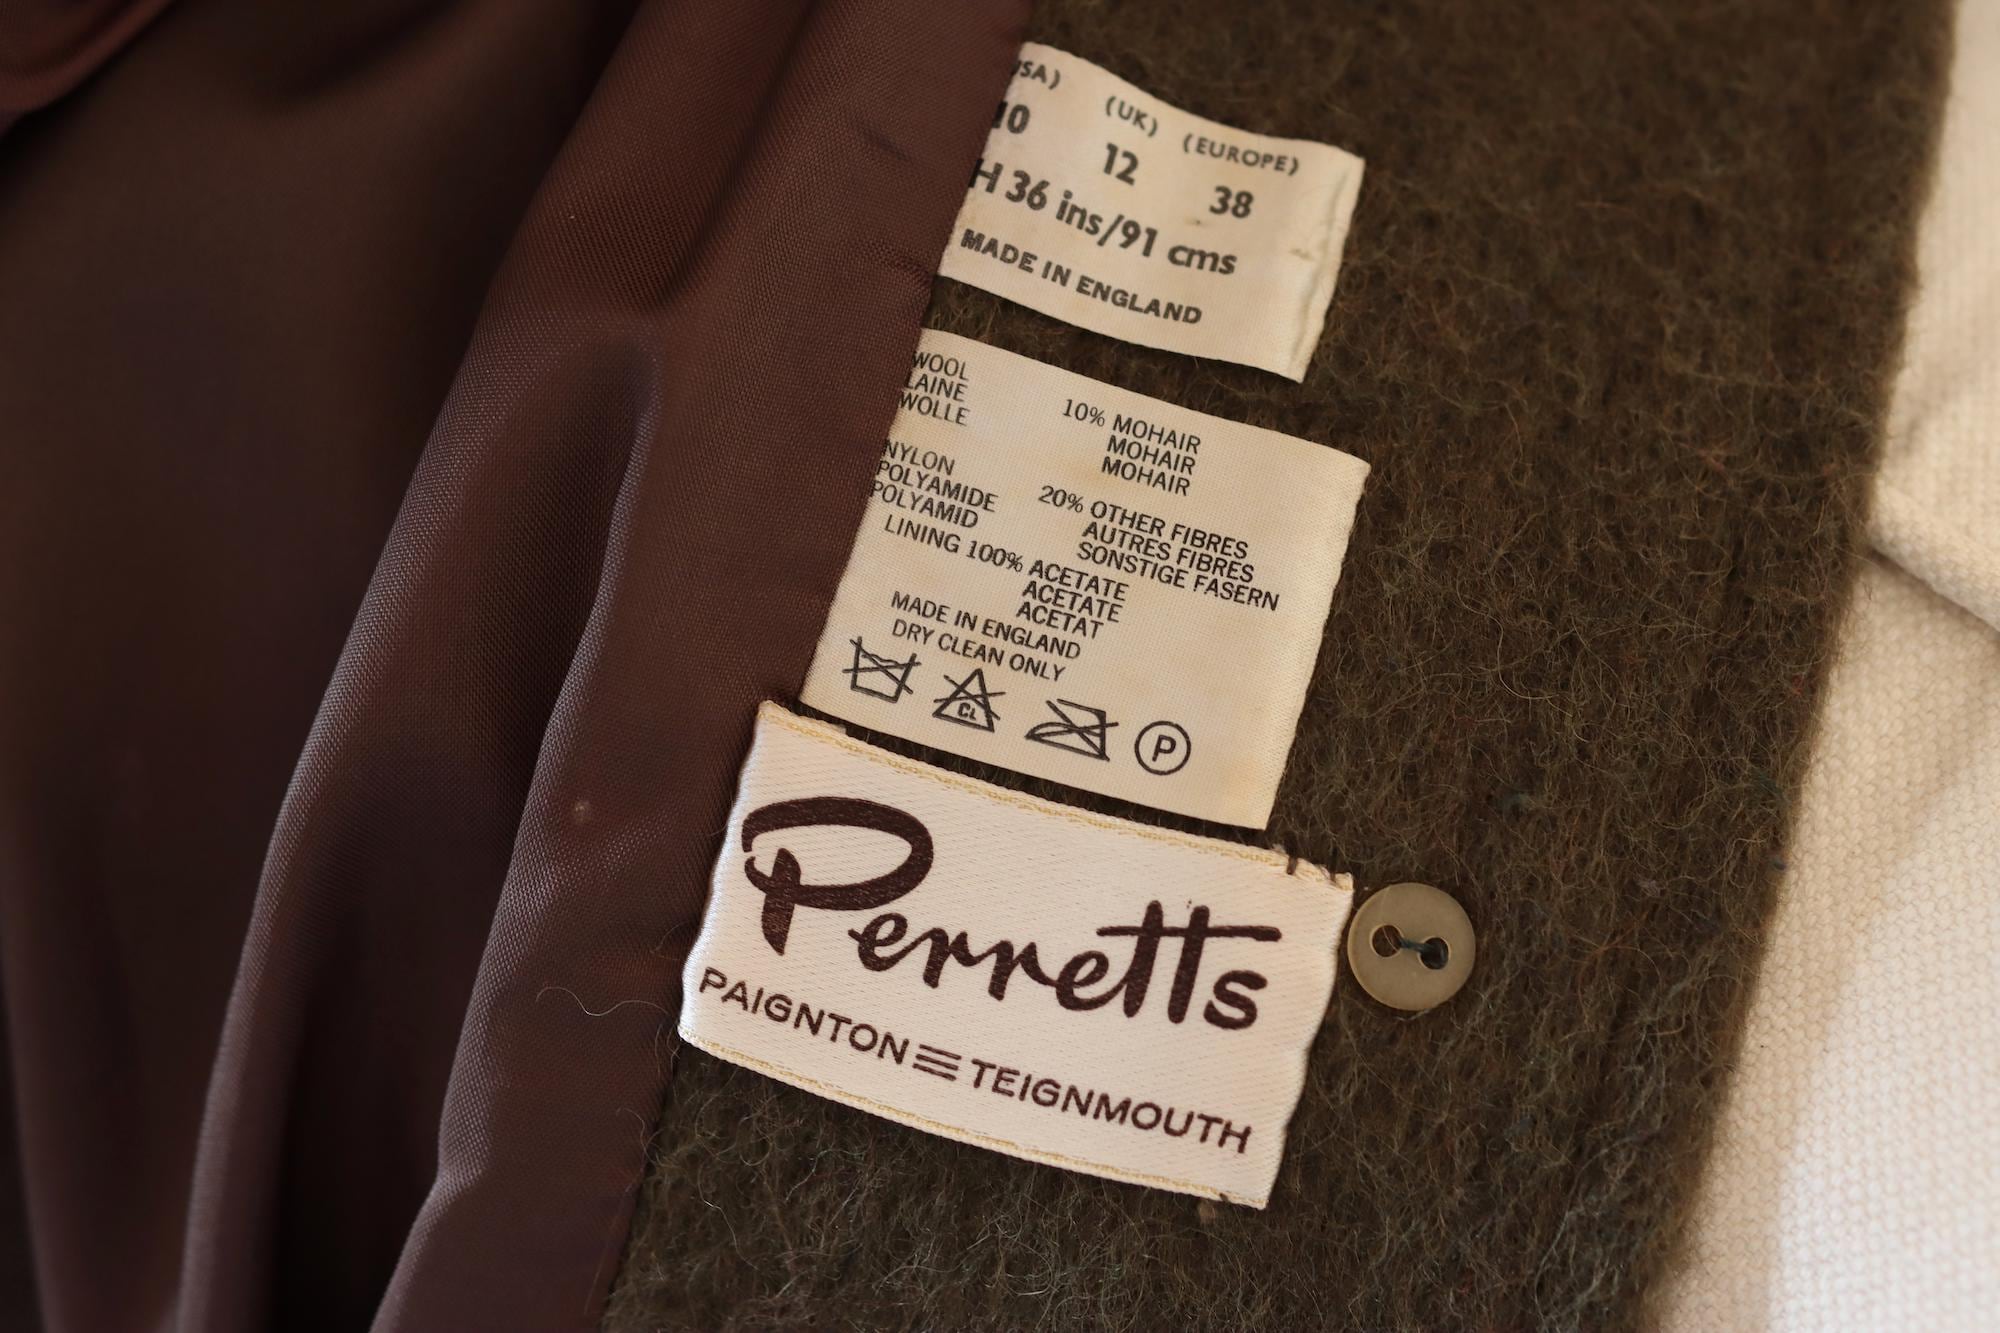 (UK) (EUROPE)
10 12 38
36 ins/91 cms
MADE IN ENGLAND
WOOL
LAINE
WOLLE
10% MOHAIR
MOHAIR
MOHAIR
NYLON
POLYAMIDE
POLYAMID
20% OTHER FIBRES
AUTRES FIBRES
SONSTIGE FASERN
LINING 100% ACETATE
ACETATE
ACETAT
MADE IN ENGLAND
DRY CLEAN ONLY
CL P
Perretts
PAIGNTON TEIGNMOUTH